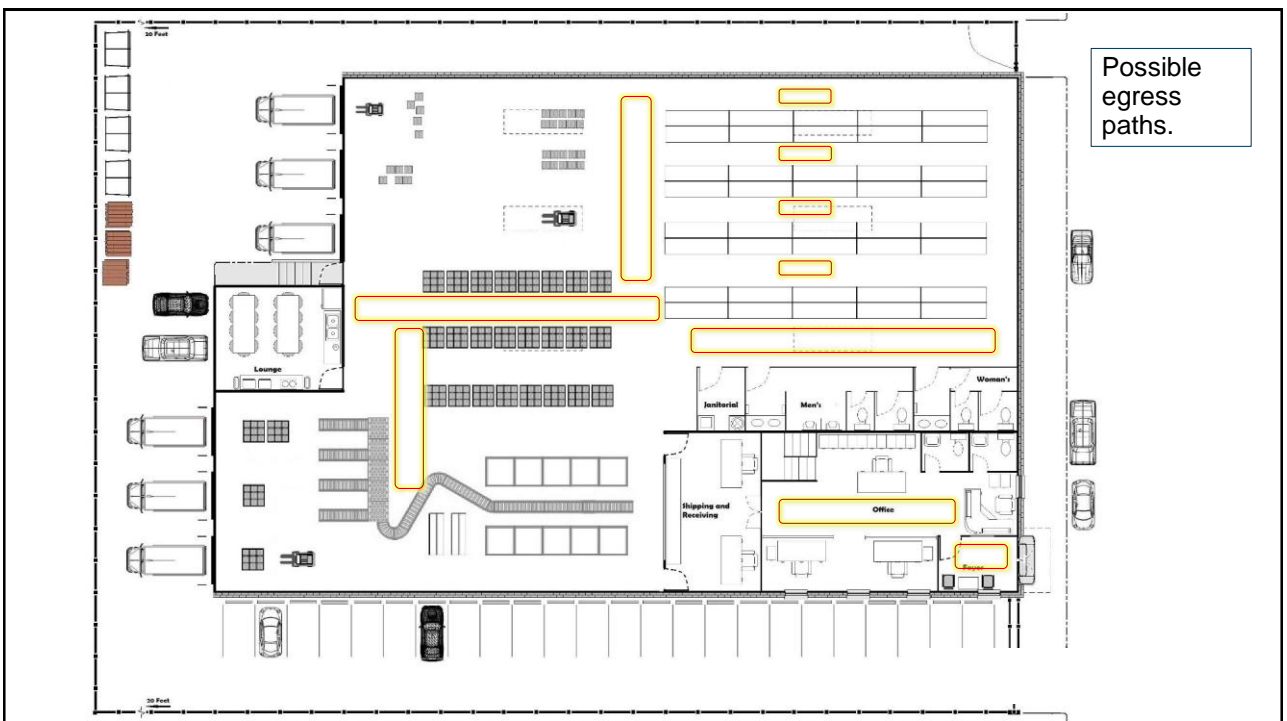 20 Feet
Possible
egress
paths.
Lounge
Janitorial
Men's
Woman's
Shipping and
Receiving
Office
Foyer
20 Feet